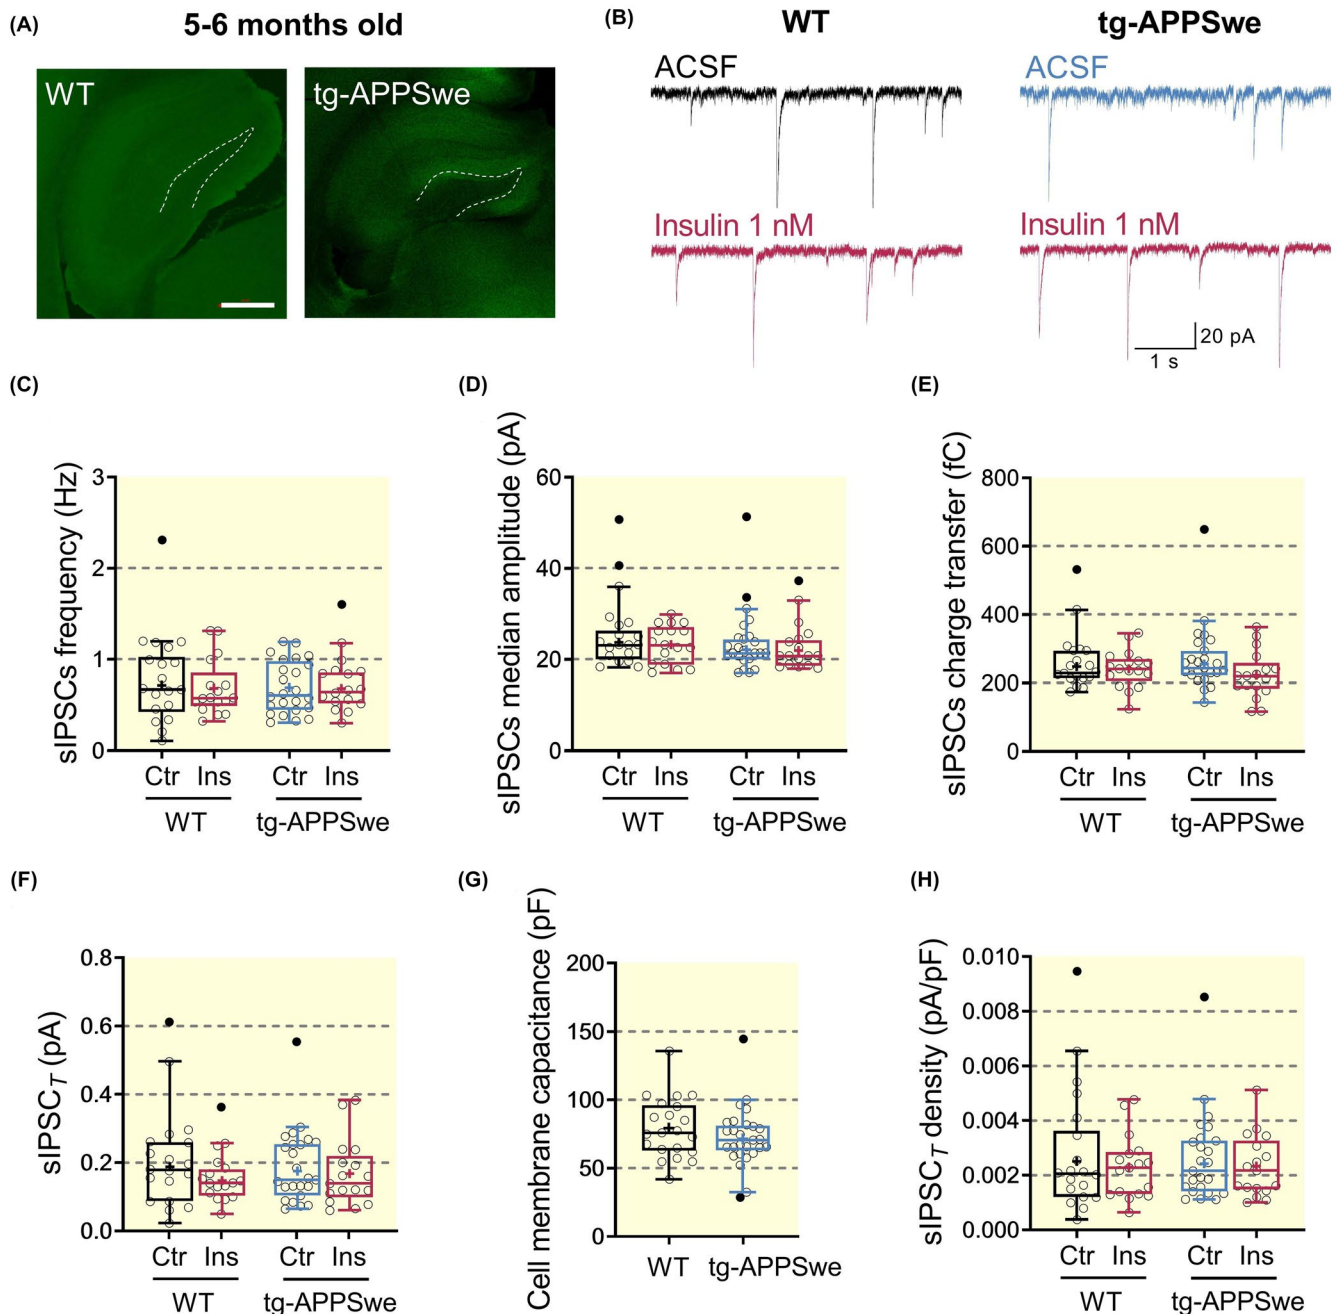 (A)
5-6 months old
WT
tg-APPSwe
(B)
WT
tg-APPSwe
ACSF
ACSF
Insulin 1 nM
Insulin 1 nM
20 pA
1 s
(C)
sIPSCs frequency (Hz)
3
2
1
0
Ctr Ins Ctr Ins
WT tg-APPSwe
(D)
sIPSCs median amplitude (pA)
60
40
20
0
Ctr Ins Ctr Ins
WT tg-APPSwe
(E)
sIPSCs charge transfer (fC)
800
600
400
200
0
Ctr Ins Ctr Ins
WT tg-APPSwe
(F)
sIPSC_T (pA)
0.8
0.6
0.4
0.2
0.0
Ctr Ins Ctr Ins
WT tg-APPSwe
(G)
Cell membrane capacitance (pF)
200
150
100
50
0
WT tg-APPSwe
(H)
sIPSC_T density (pA/pF)
0.010
0.008
0.006
0.004
0.002
0.000
Ctr Ins Ctr Ins
WT tg-APPSwe